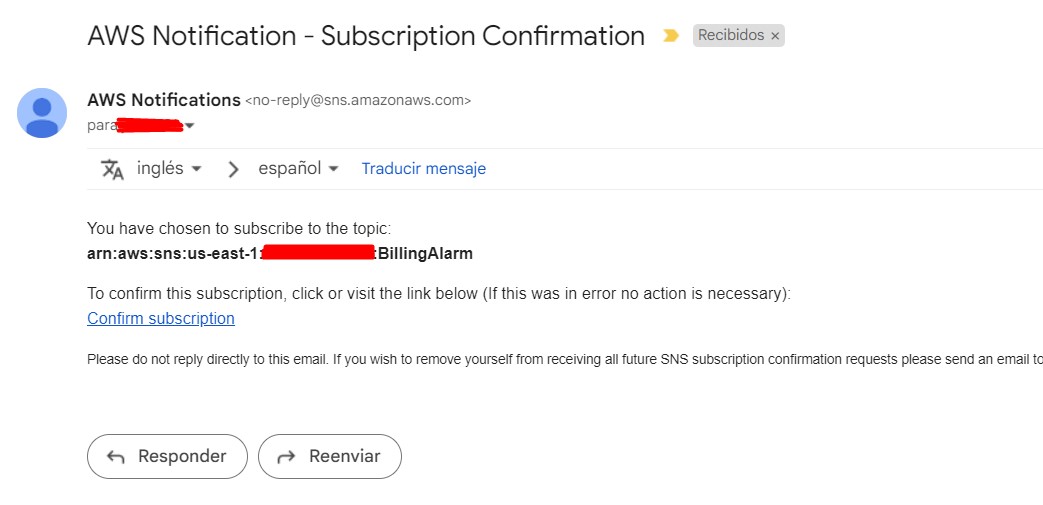 AWS Notification - Subscription Confirmation Recibidos ×
AWS Notifications <no-reply@sns.amazonaws.com>
para
inglés > español Traducir mensaje
You have chosen to subscribe to the topic:
arn:aws:sns:us-east-1: :BillingAlarm
To confirm this subscription, click or visit the link below (If this was in error no action is necessary):
Confirm subscription
Please do not reply directly to this email. If you wish to remove yourself from receiving all future SNS subscription confirmation requests please send an email to
Responder Reenviar